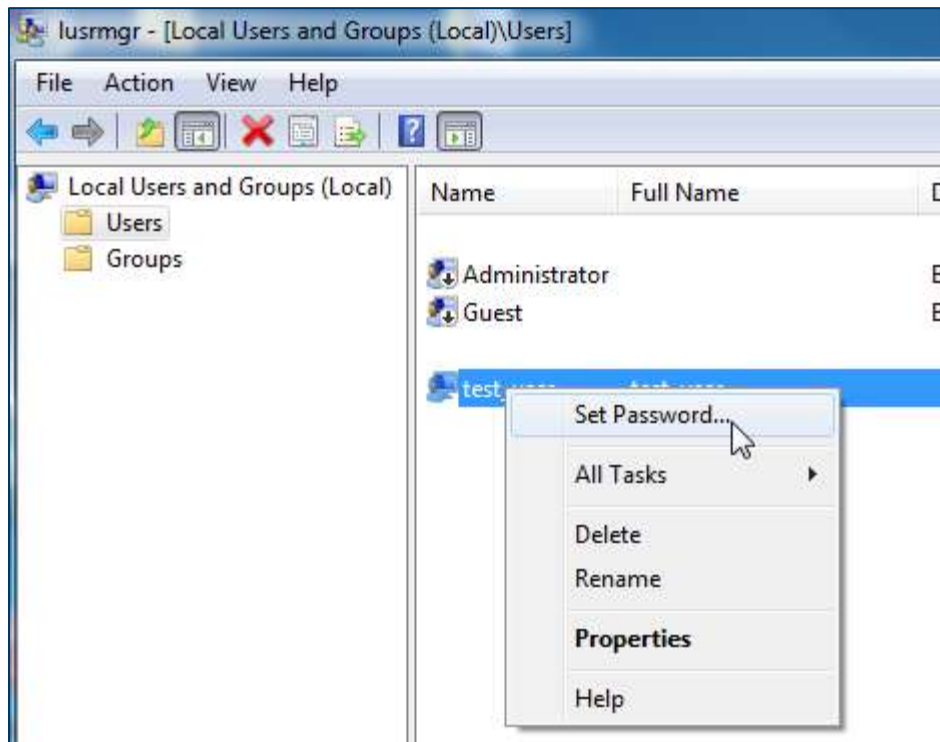 lusrmgr - [Local Users and Groups (Local)\Users]
File Action View Help
Local Users and Groups (Local)
Users
Groups
Name Full Name
Administrator
Guest
Set Password...
All Tasks
Delete
Rename
Properties
Help